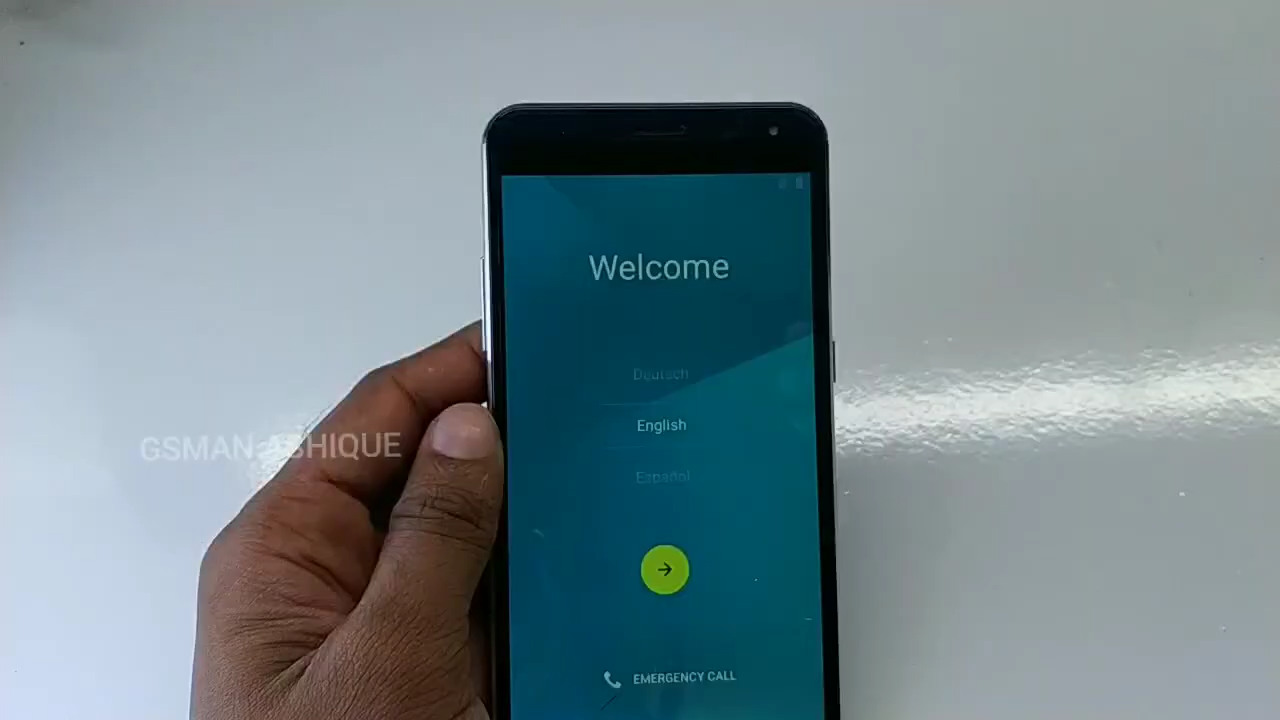 Welcome
Deutsch
English
Español
GSMAN ASHIQUE
EMERGENCY CALL